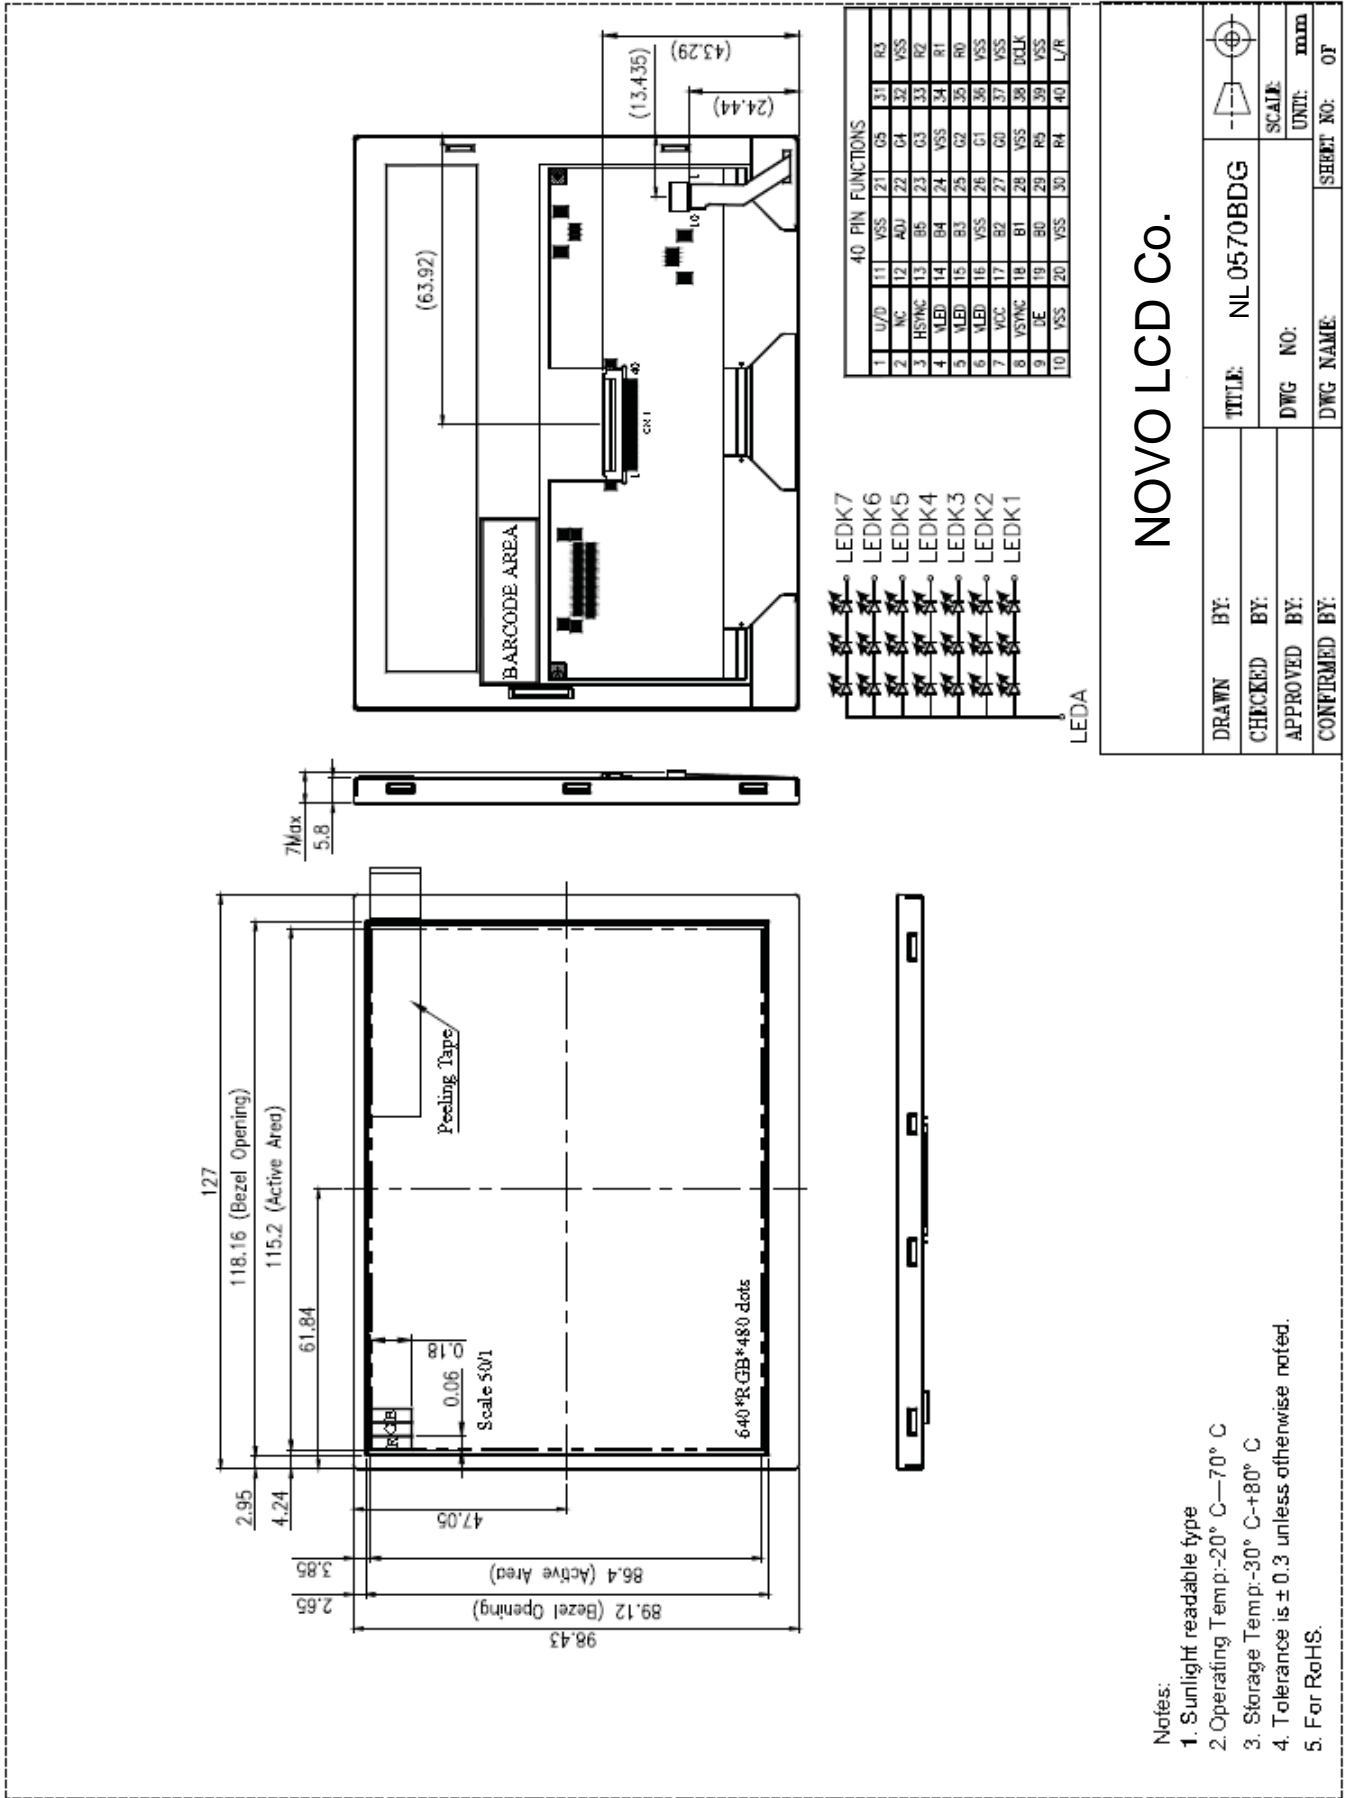 127
118.16 (Bezel Opening)
115.2 (Active Area)
61.84
2.95
4.24
0.18
0.06
RGB
Scale 50/1
Peeling Tape
640*RGB*480 dots
47.05
3.85
86.4 (Active Area)
2.65
89.12 (Bezel Opening)
98.43
7Max
5.8
(63.92)
(13.435)
(24.44)
(43.29)
BARCODE AREA
CN1
1
40
LEDK7
LEDK6
LEDK5
LEDK4
LEDK3
LEDK2
LEDK1
LEDA
40 PIN FUNCTIONS
1 U/D 11 VSS 21 G5 31 R3
2 NC 12 ADJ 22 G4 32 VSS
3 HSYNC 13 B5 23 G3 33 R2
4 VLED 14 B4 24 VSS 34 R1
5 VLED 15 B3 25 G2 35 R0
6 VLED 16 VSS 26 G1 36 VSS
7 VCC 17 B2 27 G0 37 VSS
8 VSYNC 18 B1 28 VSS 38 DCLK
9 DE 19 B0 29 R5 39 VSS
10 VSS 20 VSS 30 R4 40 L/R
Notes:
1. Sunlight readable type
2.Operating Temp:-20° C—70° C
3. Storage Temp:-30° C-+80° C
4. Tolerance is ± 0.3 unless otherwise noted.
5. For RoHS.
NOVO LCD Co.
DRAWN BY:
CHECKED BY:
APPROVED BY:
CONFIRMED BY:
TITLE: NL 0570BDG
DWG NO:
DWG NAME:
SCALE:
UNIT: mm
SHEET NO: OF